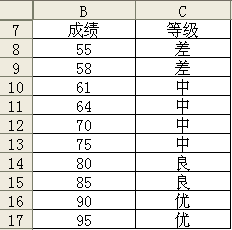 B C
7 成绩 等级
8 55 差
9 58 差
10 61 中
11 64 中
12 70 中
13 75 中
14 80 良
15 85 良
16 90 优
17 95 优